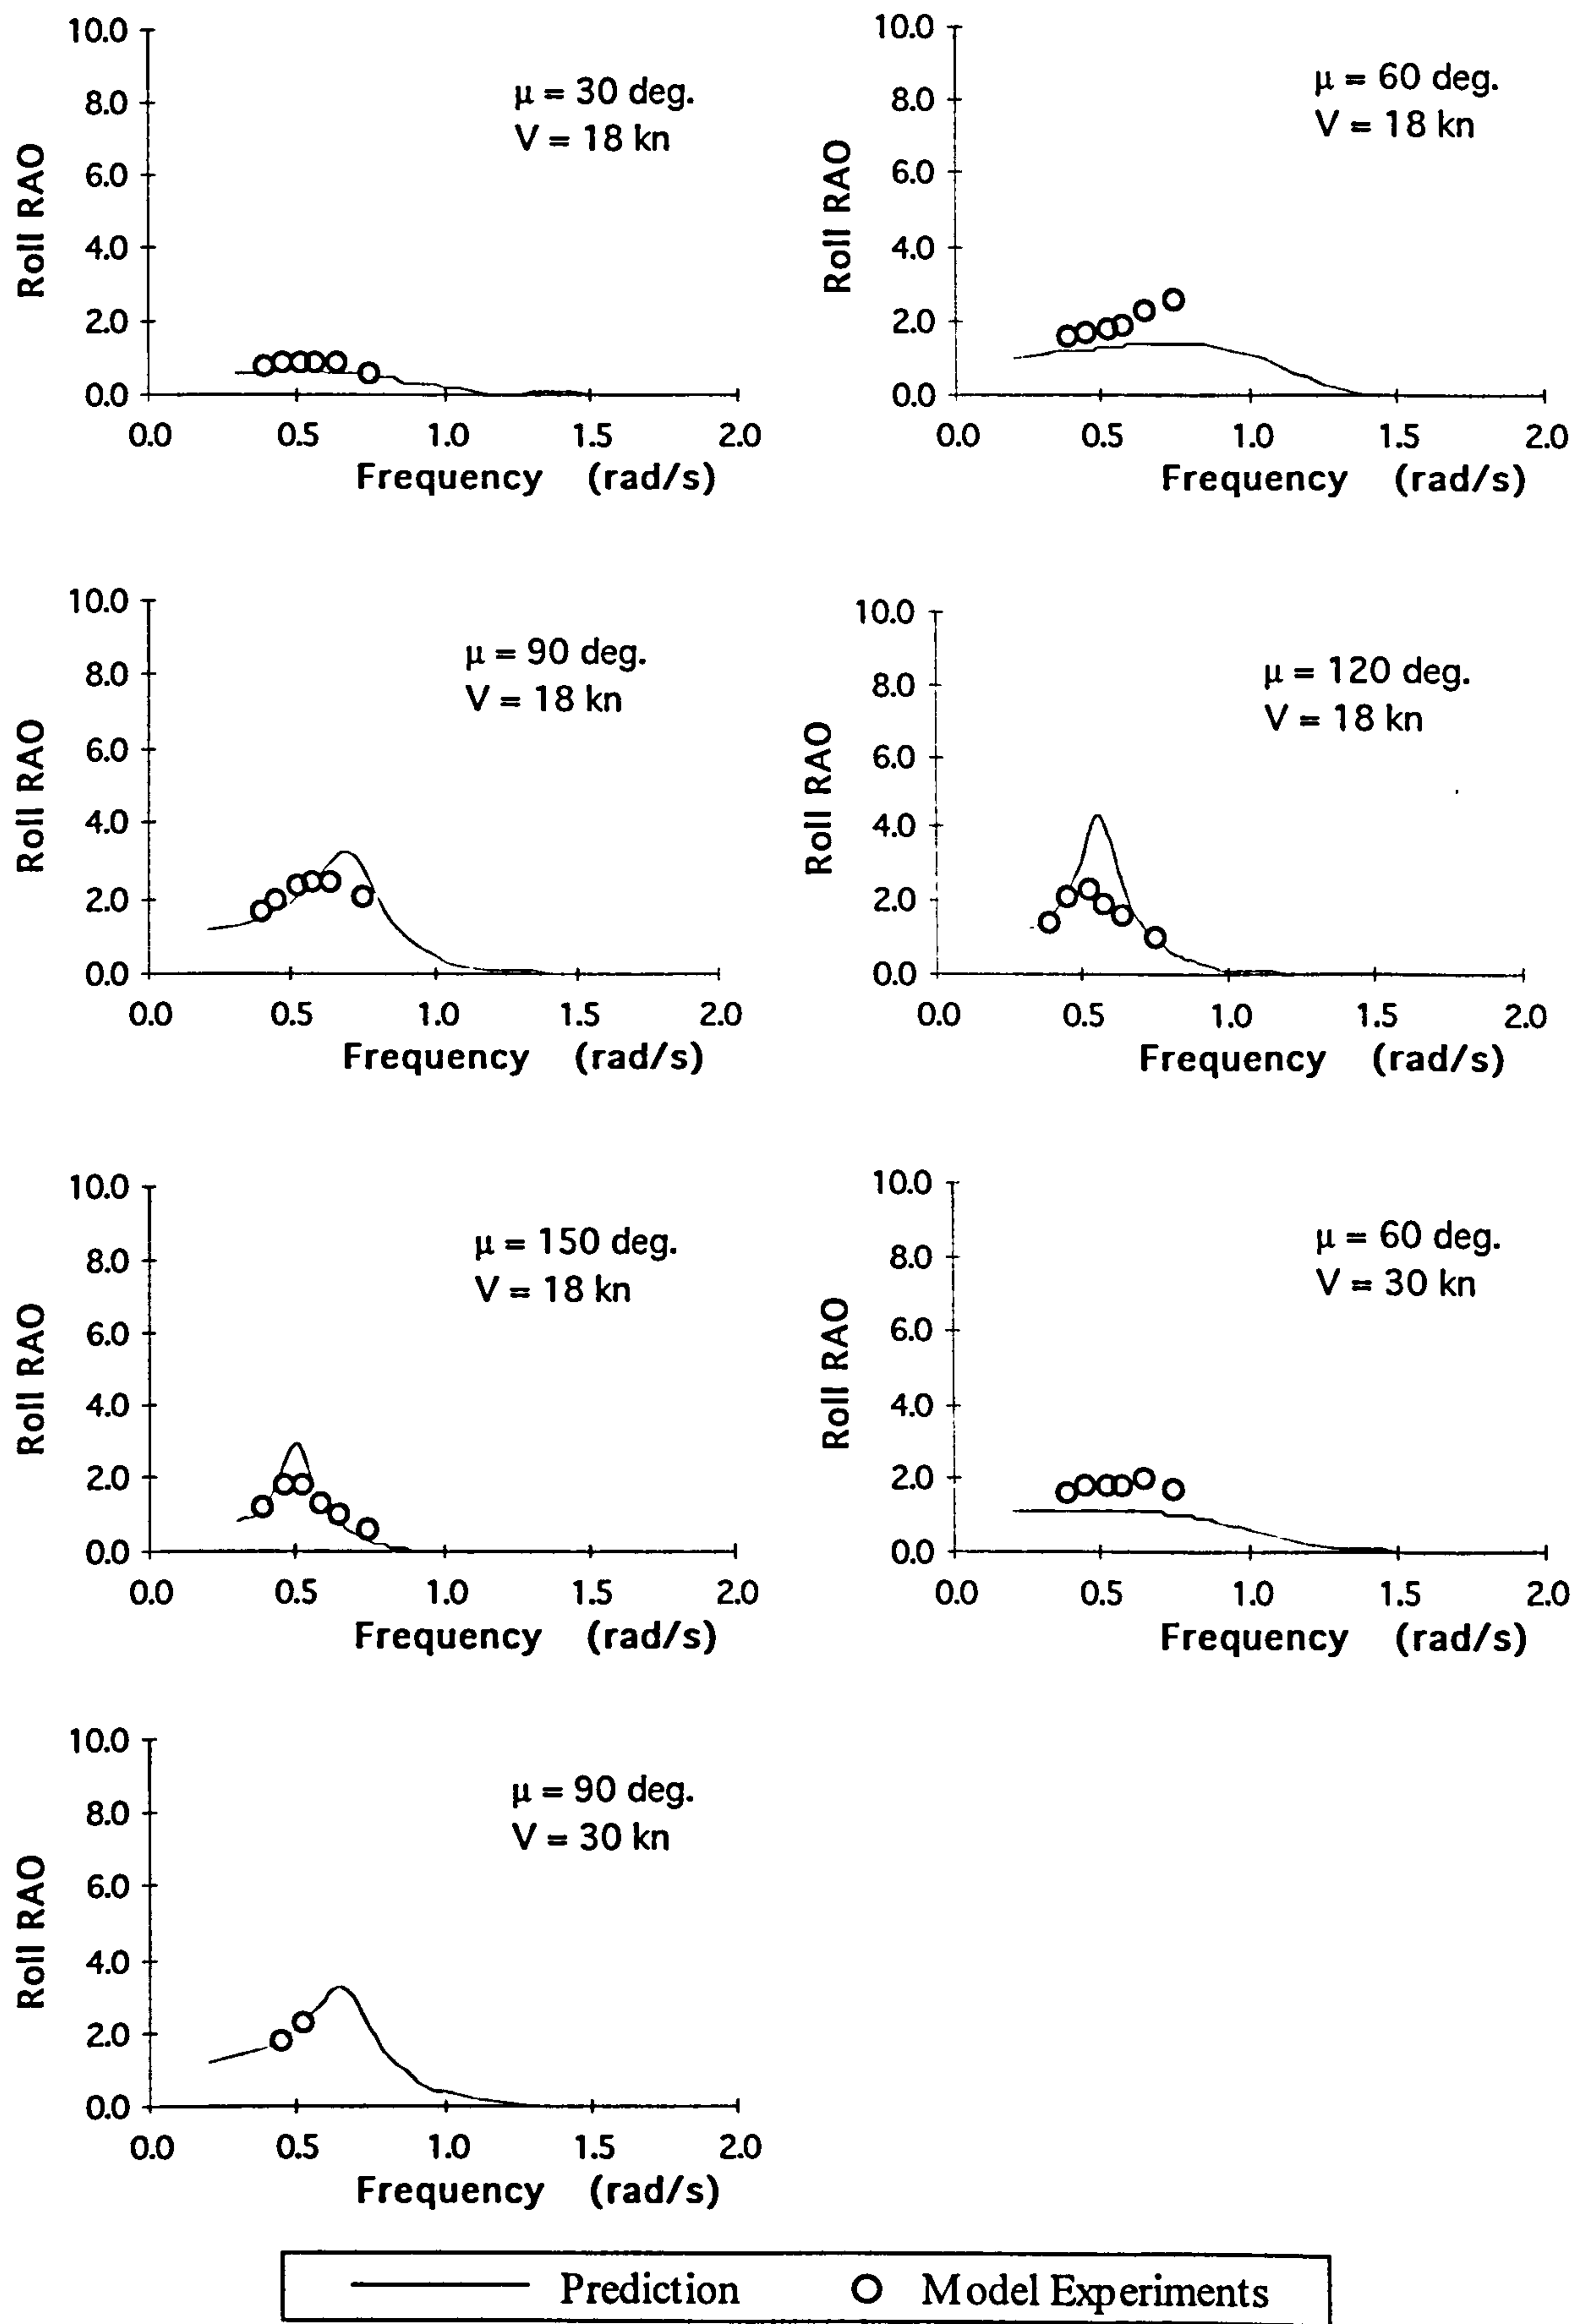 10.0
8.0
6.0
4.0
2.0
0.0
Roll RAO
μ = 30 deg.
V = 18 kn
0.0 0.5 1.0 1.5 2.0
Frequency (rad/s)
10.0
8.0
6.0
4.0
2.0
0.0
Roll RAO
μ = 60 deg.
V = 18 kn
0.0 0.5 1.0 1.5 2.0
Frequency (rad/s)
10.0
8.0
6.0
4.0
2.0
0.0
Roll RAO
μ = 90 deg.
V = 18 kn
0.0 0.5 1.0 1.5 2.0
Frequency (rad/s)
10.0
8.0
6.0
4.0
2.0
0.0
Roll RAO
μ = 120 deg.
V = 18 kn
0.0 0.5 1.0 1.5 2.0
Frequency (rad/s)
10.0
8.0
6.0
4.0
2.0
0.0
Roll RAO
μ = 150 deg.
V = 18 kn
0.0 0.5 1.0 1.5 2.0
Frequency (rad/s)
10.0
8.0
6.0
4.0
2.0
0.0
Roll RAO
μ = 60 deg.
V = 30 kn
0.0 0.5 1.0 1.5 2.0
Frequency (rad/s)
10.0
8.0
6.0
4.0
2.0
0.0
Roll RAO
μ = 90 deg.
V = 30 kn
0.0 0.5 1.0 1.5 2.0
Frequency (rad/s)
Prediction Model Experiments